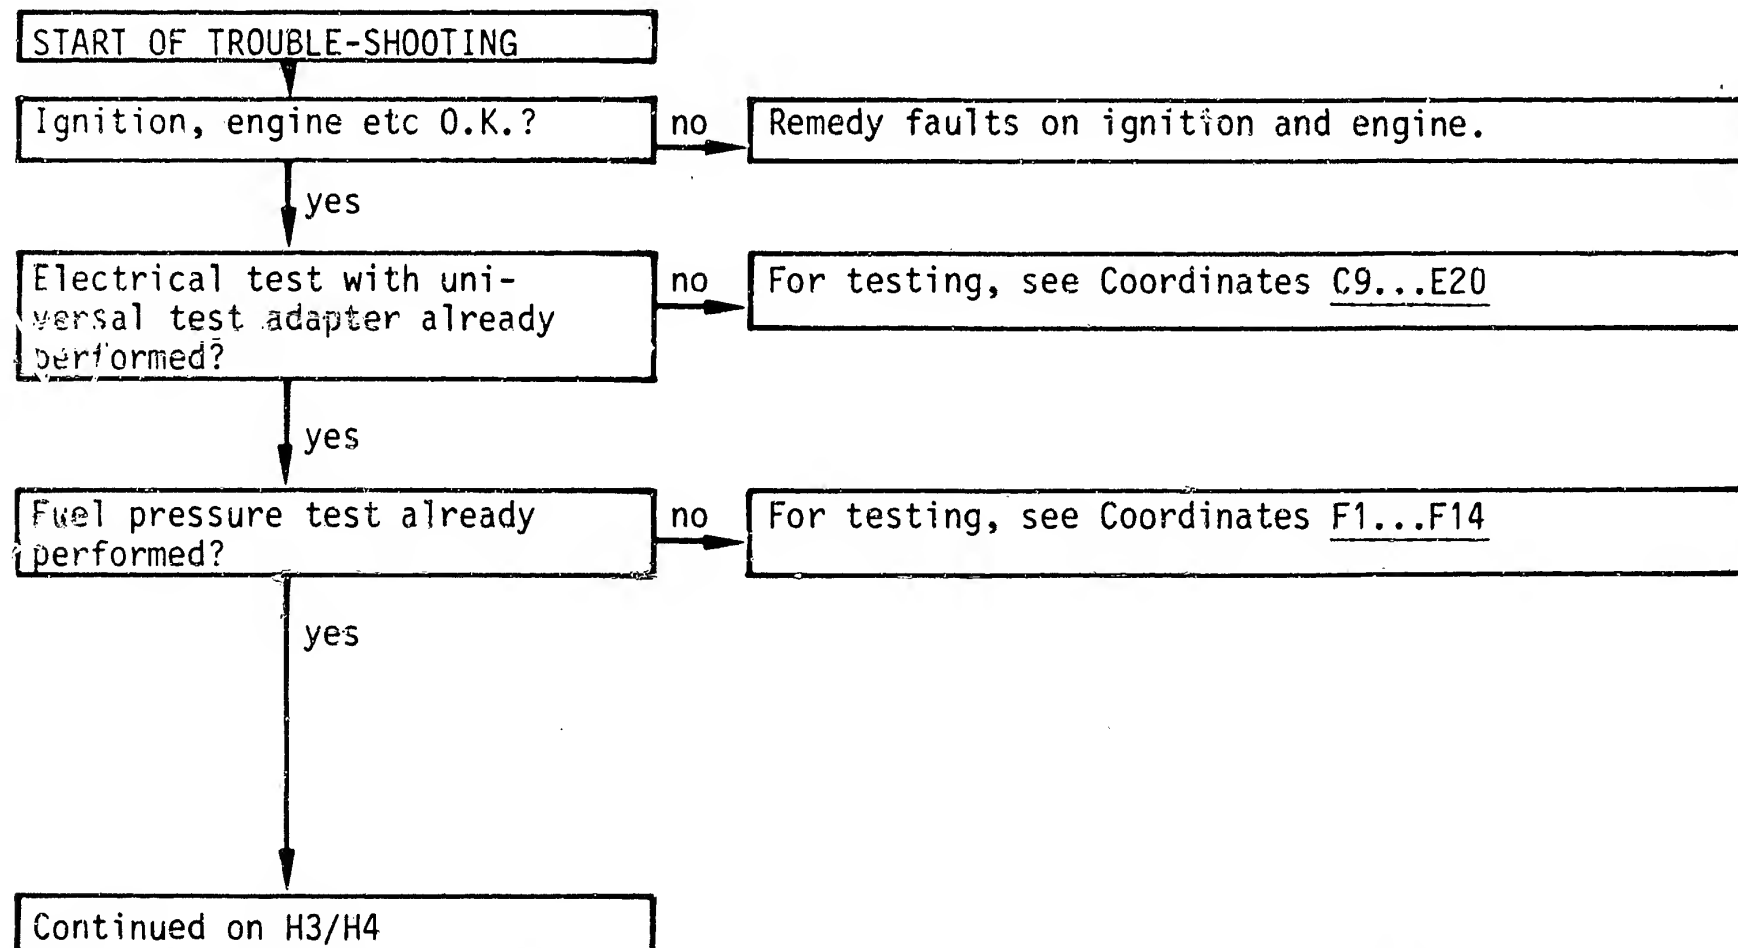 START OF TROUBLE-SHOOTING
Ignition, engine etc O.K.?
no
Remedy faults on ignition and engine.
yes
Electrical test with uni-
versal test adapter already
performed?
no
For testing, see Coordinates C9...E20
yes
Fuel pressure test already
performed?
no
For testing, see Coordinates F1...F14
yes
Continued on H3/H4